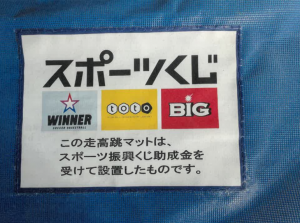 スポーツくじ
WINNER toto BIG
この走高跳マットは、
スポーツ振興くじ助成金を
受けて設置したものです。